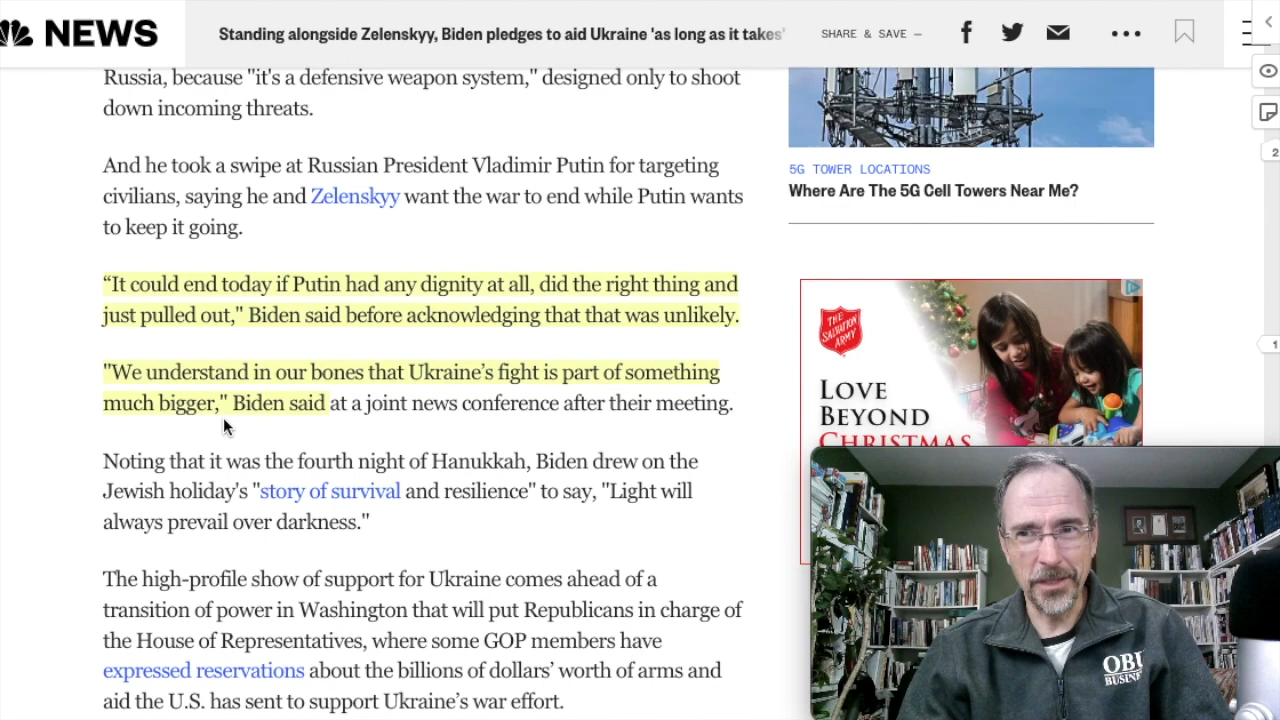 NEWS
Standing alongside Zelenskyy, Biden pledges to aid Ukraine 'as long as it takes'
SHARE & SAVE —
Russia, because "it's a defensive weapon system," designed only to shoot
down incoming threats.
And he took a swipe at Russian President Vladimir Putin for targeting
civilians, saying he and Zelenskyy want the war to end while Putin wants
to keep it going.
“It could end today if Putin had any dignity at all, did the right thing and
just pulled out," Biden said before acknowledging that that was unlikely.
"We understand in our bones that Ukraine’s fight is part of something
much bigger," Biden said at a joint news conference after their meeting.
Noting that it was the fourth night of Hanukkah, Biden drew on the
Jewish holiday's "story of survival and resilience" to say, "Light will
always prevail over darkness."
The high-profile show of support for Ukraine comes ahead of a
transition of power in Washington that will put Republicans in charge of
the House of Representatives, where some GOP members have
expressed reservations about the billions of dollars’ worth of arms and
aid the U.S. has sent to support Ukraine’s war effort.
5G TOWER LOCATIONS
Where Are The 5G Cell Towers Near Me?
THE
SALVATION
ARMY
LOVE
BEYOND
CHRISTMAS
2
1
OBU